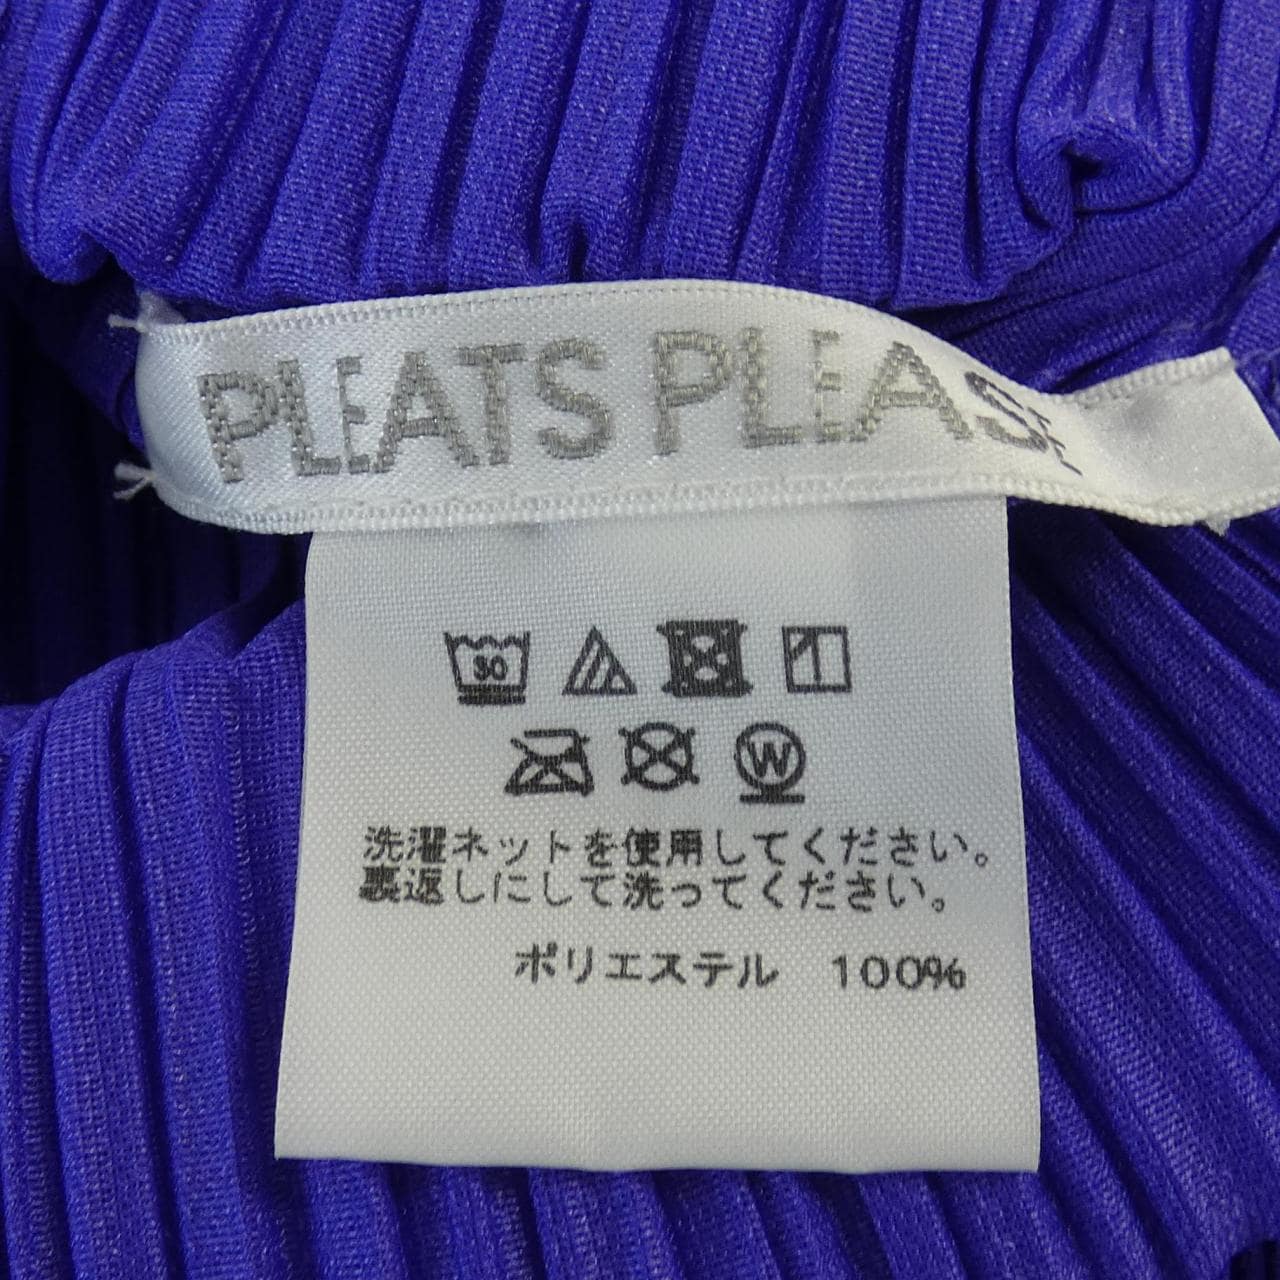 PLEATS PLEASE
30
W
洗濯ネットを使用してください。
裏返しにして洗ってください。
ポリエステル 100%